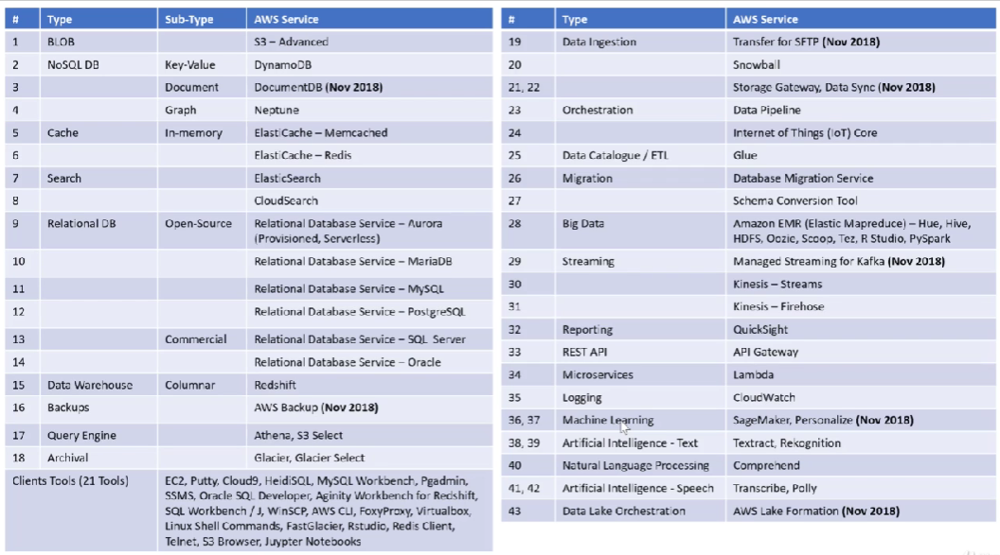 # Type Sub-Type AWS Service
1 BLOB S3 – Advanced
2 NoSQL DB Key-Value DynamoDB
3 Document DocumentDB (Nov 2018)
4 Graph Neptune
5 Cache In-memory ElastiCache – Memcached
6 ElastiCache – Redis
7 Search ElasticSearch
8 CloudSearch
9 Relational DB Open-Source Relational Database Service – Aurora
(Provisioned, Serverless)
10 Relational Database Service – MariaDB
11 Relational Database Service – MySQL
12 Relational Database Service – PostgreSQL
13 Commercial Relational Database Service – SQL Server
14 Relational Database Service – Oracle
15 Data Warehouse Columnar Redshift
16 Backups AWS Backup (Nov 2018)
17 Query Engine Athena, S3 Select
18 Archival Glacier, Glacier Select
Clients Tools (21 Tools) EC2, Putty, Cloud9, HeidiSQL, MySQL Workbench, Pgadmin,
SSMS, Oracle SQL Developer, Aginity Workbench for Redshift,
SQL Workbench / J, WinSCP, AWS CLI, FoxyProxy, Virtualbox,
Linux Shell Commands, FastGlacier, Rstudio, Redis Client,
Telnet, S3 Browser, Juypter Notebooks
# Type AWS Service
19 Data Ingestion Transfer for SFTP (Nov 2018)
20 Snowball
21, 22 Storage Gateway, Data Sync (Nov 2018)
23 Orchestration Data Pipeline
24 Internet of Things (IoT) Core
25 Data Catalogue / ETL Glue
26 Migration Database Migration Service
27 Schema Conversion Tool
28 Big Data Amazon EMR (Elastic Mapreduce) – Hue, Hive,
HDFS, Oozie, Scoop, Tez, R Studio, PySpark
29 Streaming Managed Streaming for Kafka (Nov 2018)
30 Kinesis – Streams
31 Kinesis – Firehose
32 Reporting QuickSight
33 REST API API Gateway
34 Microservices Lambda
35 Logging CloudWatch
36, 37 Machine Learning SageMaker, Personalize (Nov 2018)
38, 39 Artificial Intelligence - Text Textract, Rekognition
40 Natural Language Processing Comprehend
41, 42 Artificial Intelligence - Speech Transcribe, Polly
43 Data Lake Orchestration AWS Lake Formation (Nov 2018)